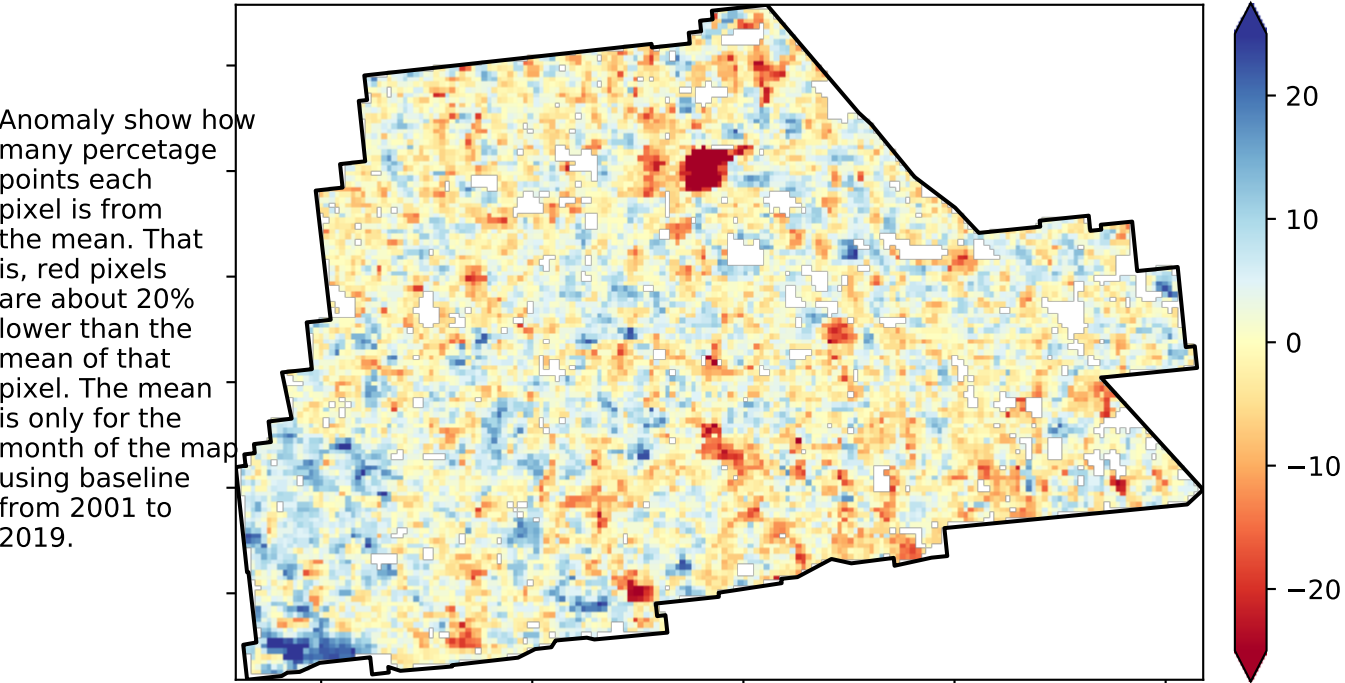 Anomaly show how
many percetage
points each
pixel is from
the mean. That
is, red pixels
are about 20%
lower than the
mean of that
pixel. The mean
is only for the
month of the map
using baseline
from 2001 to
2019.
20
10
0
−10
−20